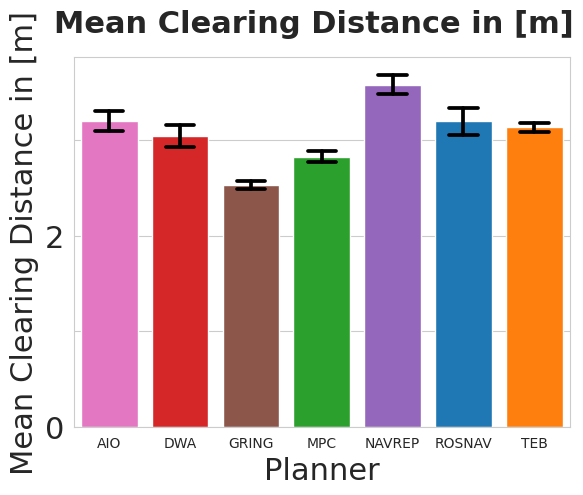 Mean Clearing Distance in [m]
Mean Clearing Distance in [m]
2
0
AIO DWA GRING MPC NAVREP ROSNAV TEB
Planner